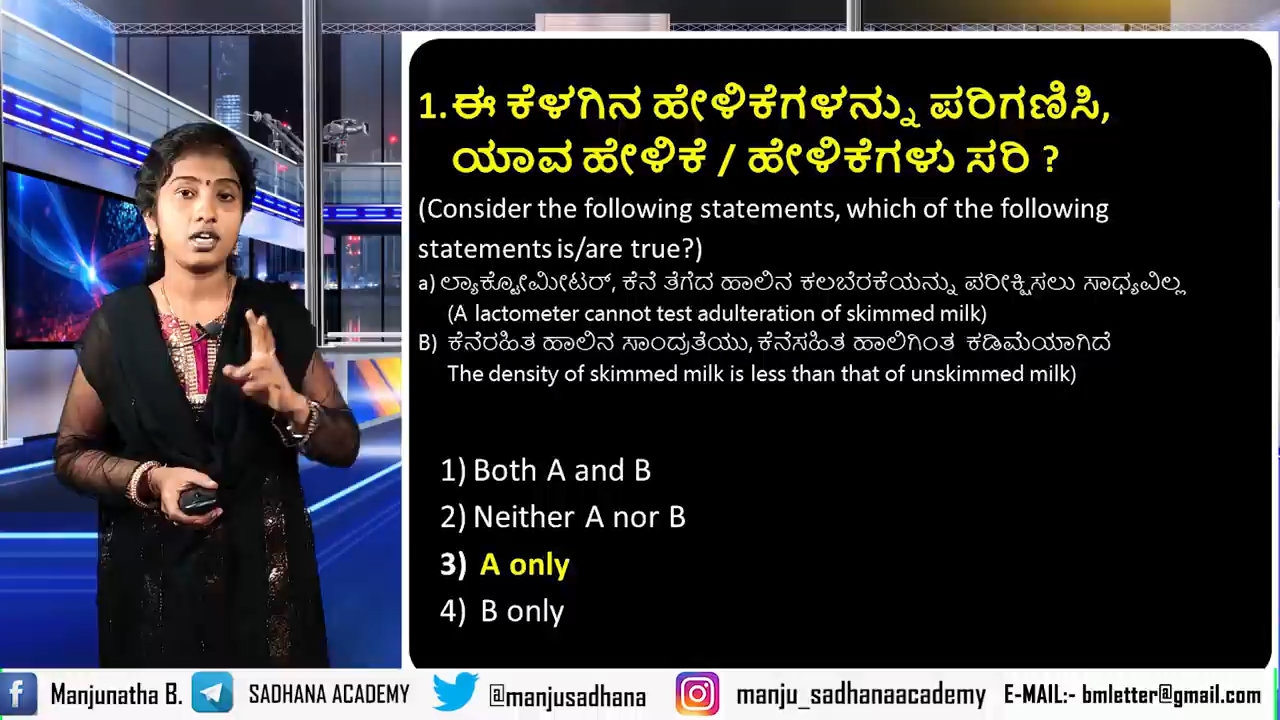 1. ಈ ಕೆಳಗಿನ ಹೇಳಿಕೆಗಳನ್ನು ಪರಿಗಣಿಸಿ,
ಯಾವ ಹೇಳಿಕೆ / ಹೇಳಿಕೆಗಳು ಸರಿ ?
(Consider the following statements, which of the following
statements is/are true?)
a) ಲ್ಯಾಕ್ಟೋಮೀಟರ್, ಕೆನೆ ತೆಗೆದ ಹಾಲಿನ ಕಲಬೆರಕೆಯನ್ನು ಪರೀಕ್ಷಿಸಲು ಸಾಧ್ಯವಿಲ್ಲ
(A lactometer cannot test adulteration of skimmed milk)
B) ಕೆನೆರಹಿತ ಹಾಲಿನ ಸಾಂದ್ರತೆಯು, ಕೆನೆಸಹಿತ ಹಾಲಿಗಿಂತ ಕಡಿಮೆಯಾಗಿದೆ
The density of skimmed milk is less than that of unskimmed milk)
1) Both A and B
2) Neither A nor B
3) A only
4) B only
Manjunatha B. SADHANA ACADEMY @manjusadhana manju_sadhanaacademy E-MAIL:- bmletter@gmail.com